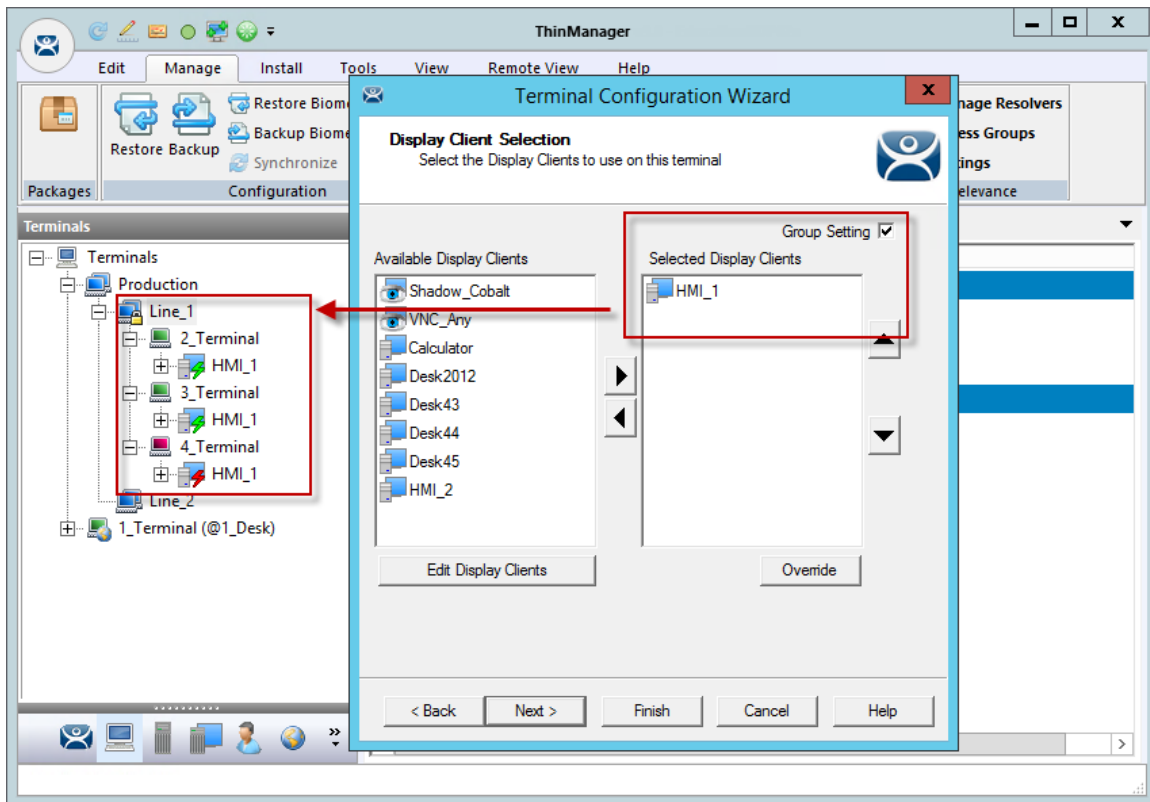 ThinManager
Edit Manage Install Tools View Remote View Help
Packages
Restore Backup
Restore Biome
Backup Biome
Synchronize
Configuration
nage Resolvers
ess Groups
tings
elevance
Terminals
Terminals
Production
Line_1
2_Terminal
HMI_1
3_Terminal
HMI_1
4_Terminal
HMI_1
Line_2
1_Terminal (@1_Desk)
Terminal Configuration Wizard
x
Display Client Selection
Select the Display Clients to use on this terminal
Group Setting
Available Display Clients
Shadow_Cobalt
VNC_Any
Calculator
Desk2012
Desk43
Desk44
Desk45
HMI_2
Selected Display Clients
HMI_1
Edit Display Clients
Override
< Back Next > Finish Cancel Help